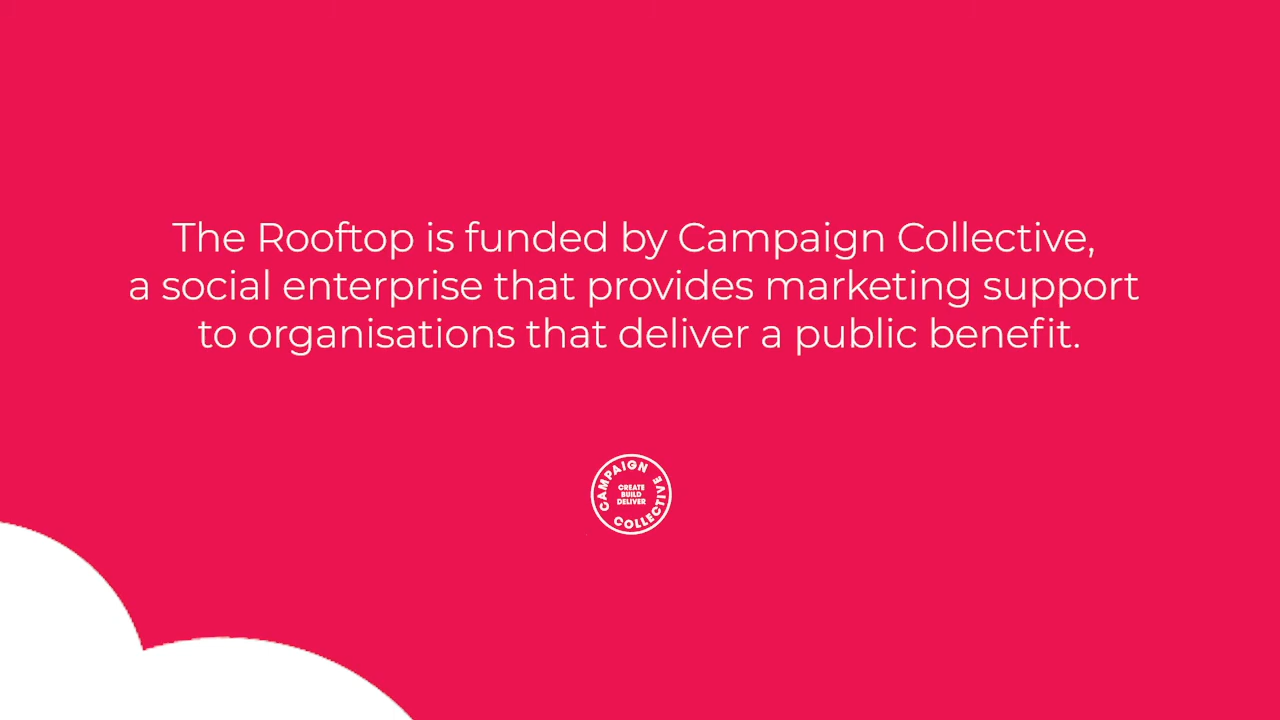 The Rooftop is funded by Campaign Collective,
a social enterprise that provides marketing support
to organisations that deliver a public benefit.
CAMPAIGN COLLECTIVE
CREATE
BUILD
DELIVER